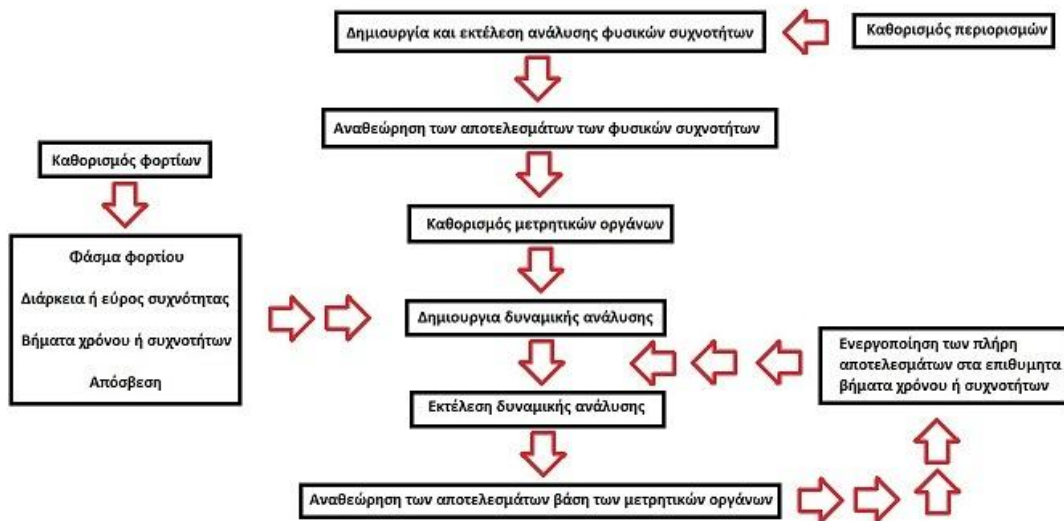 Δημιουργία και εκτέλεση ανάλυσης φυσικών συχνοτήτων
Καθορισμός περιορισμών
Αναθεώρηση των αποτελεσμάτων των φυσικών συχνοτήτων
Καθορισμός φορτίων
Καθορισμός μετρητικών οργάνων
Φάσμα φορτίου
Διάρκεια ή εύρος συχνότητας
Βήματα χρόνου ή συχνοτήτων
Απόσβεση
Δημιουργια δυναμικής ανάλυσης
Ενεργοποίηση των πλήρη
αποτελεσμάτων στα επιθυμητα
βήματα χρόνου ή συχνοτήτων
Εκτέλεση δυναμικής ανάλυσης
Αναθεώρηση των αποτελεσμάτων βάση των μετρητικών οργάνων